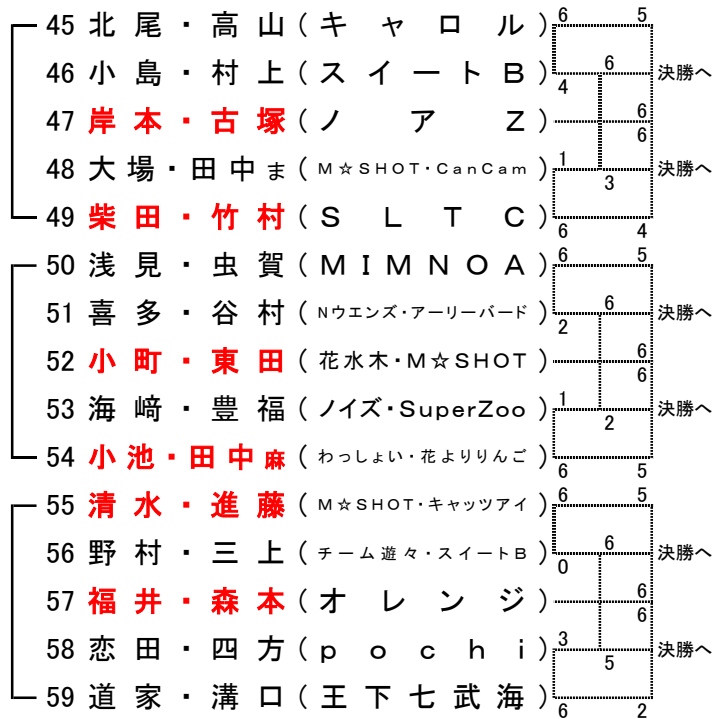 45 北尾・高山 (キャロル) 6 5
6
46 小島・村上 (スイートB) 4 決勝へ
6
47 岸本・古塚 (ノアZ)
6
48 大場・田中ま (M☆SHOT・CanCam) 1 決勝へ
3
49 柴田・竹村 (SLTC) 6 4
50 浅見・虫賀 (MIMNOA) 6 5
6
51 喜多・谷村 (Nウエンズ・アーリーバード) 2 決勝へ
6
52 小町・東田 (花水木・M☆SHOT)
6
53 海﨑・豊福 (ノイズ・SuperZoo) 1 決勝へ
2
54 小池・田中麻 (わっしょい・花よりりんご) 6 5
55 清水・進藤 (M☆SHOT・キャッツアイ) 6 5
6
56 野村・三上 (チーム遊々・スイートB) 0 決勝へ
6
57 福井・森本 (オレンジ)
6
58 恋田・四方 (pochi) 3 決勝へ
5
59 道家・溝口 (王下七武海) 6 2